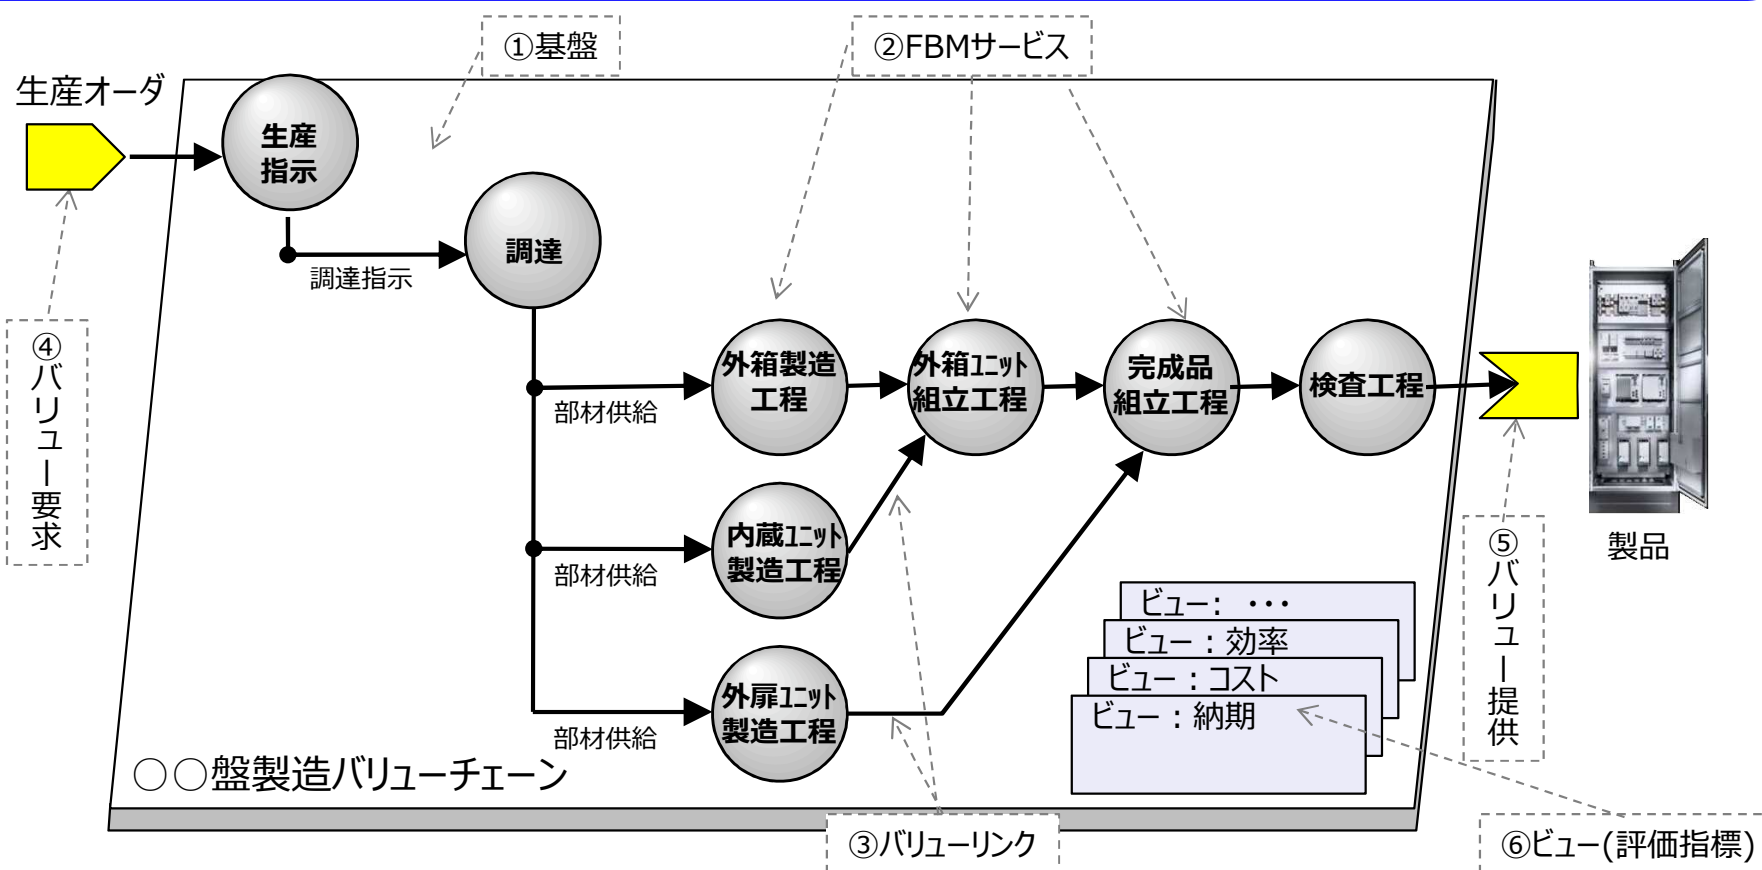 ①基盤
②FBMサービス
生産オーダ
生産
指示
調達
調達指示
④バリュー要求
外箱製造
工程
外箱ユニット
組立工程
完成品
組立工程
検査工程
部材供給
内蔵ユニット
製造工程
部材供給
外扉ユニット
製造工程
部材供給
ビュー： ・・・
ビュー：効率
ビュー：コスト
ビュー：納期
⑤バリュー提供
製品
○○盤製造バリューチェーン
③バリューリンク
⑥ビュー(評価指標)